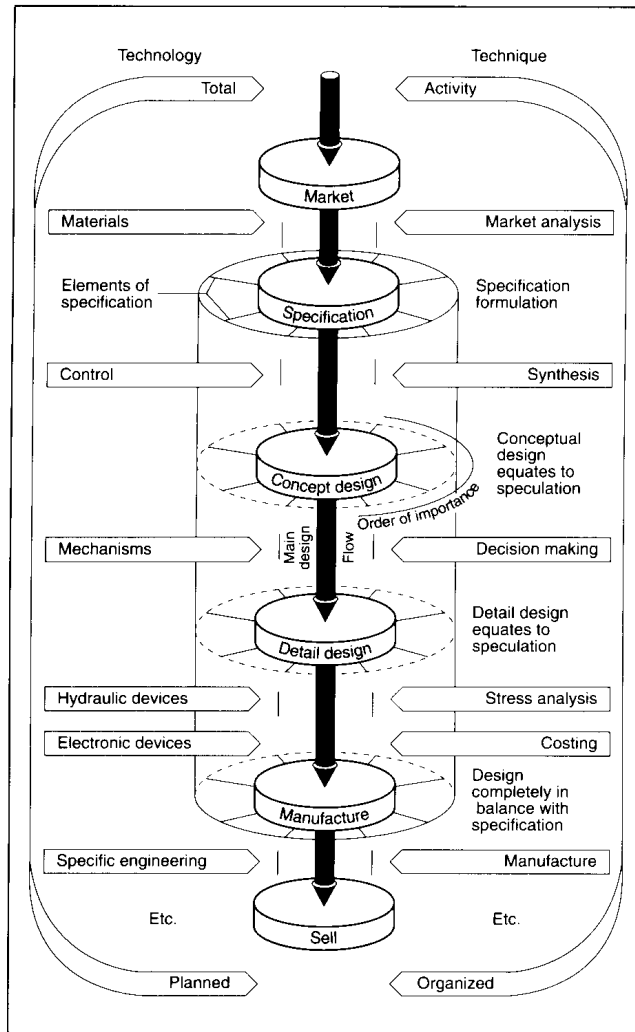 Technology
Technique
Total
Activity
Market
Materials
Market analysis
Elements of
specification
Specification
formulation
Specification
Control
Synthesis
Conceptual
design
equates to
speculation
Concept design
Order of importance
Mechanisms
Main
design
Flow
Decision making
Detail design
equates to
speculation
Detail design
Hydraulic devices
Stress analysis
Electronic devices
Costing
Design
completely in
balance with
specification
Manufacture
Specific engineering
Manufacture
Etc.
Etc.
Sell
Planned
Organized